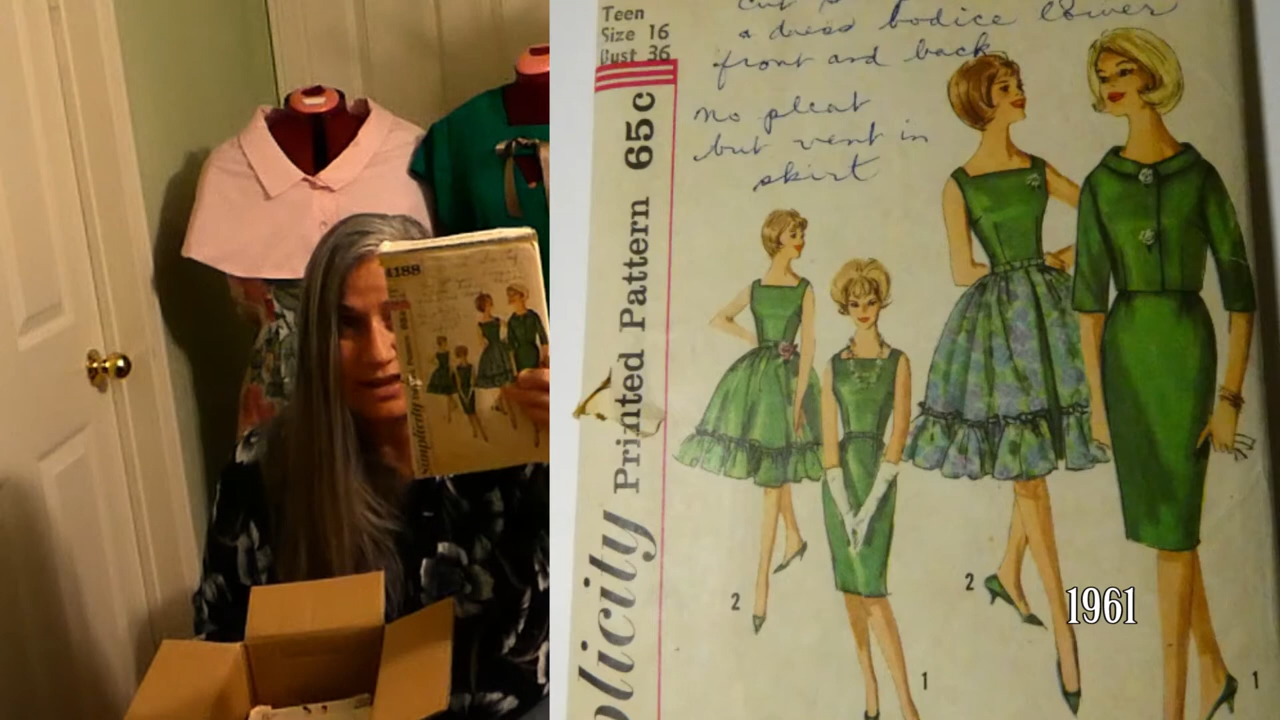 4188
Simplicity
Teen
Size 16
Bust 36
65c
Printed Pattern
plicity
a dress bodice lower
front and back
no pleat
but vent in
skirt
2
1
2
1
1961